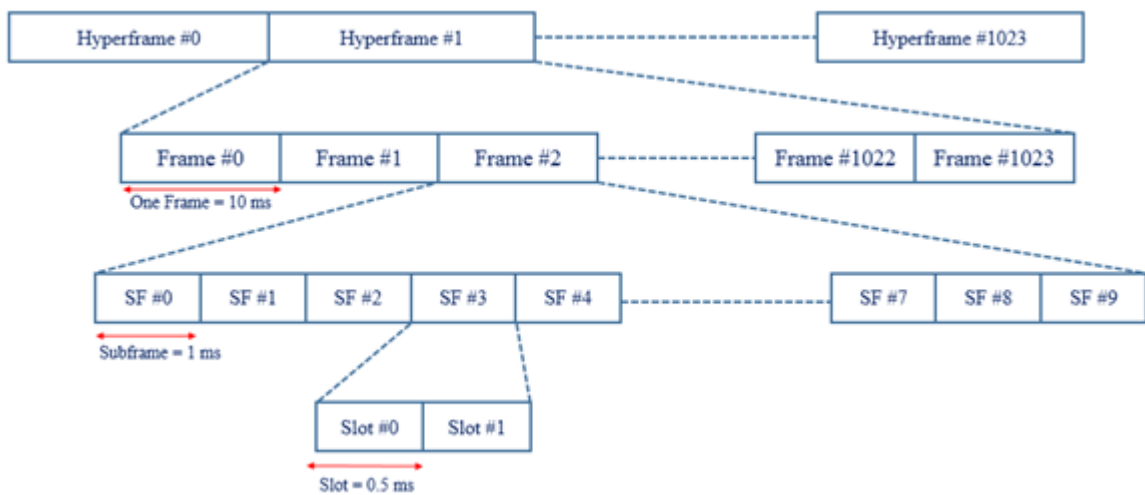 Hyperframe #0 Hyperframe #1 Hyperframe #1023
Frame #0 Frame #1 Frame #2 Frame #1022 Frame #1023
One Frame = 10 ms
SF #0 SF #1 SF #2 SF #3 SF #4 SF #7 SF #8 SF #9
Subframe = 1 ms
Slot #0 Slot #1
Slot = 0.5 ms